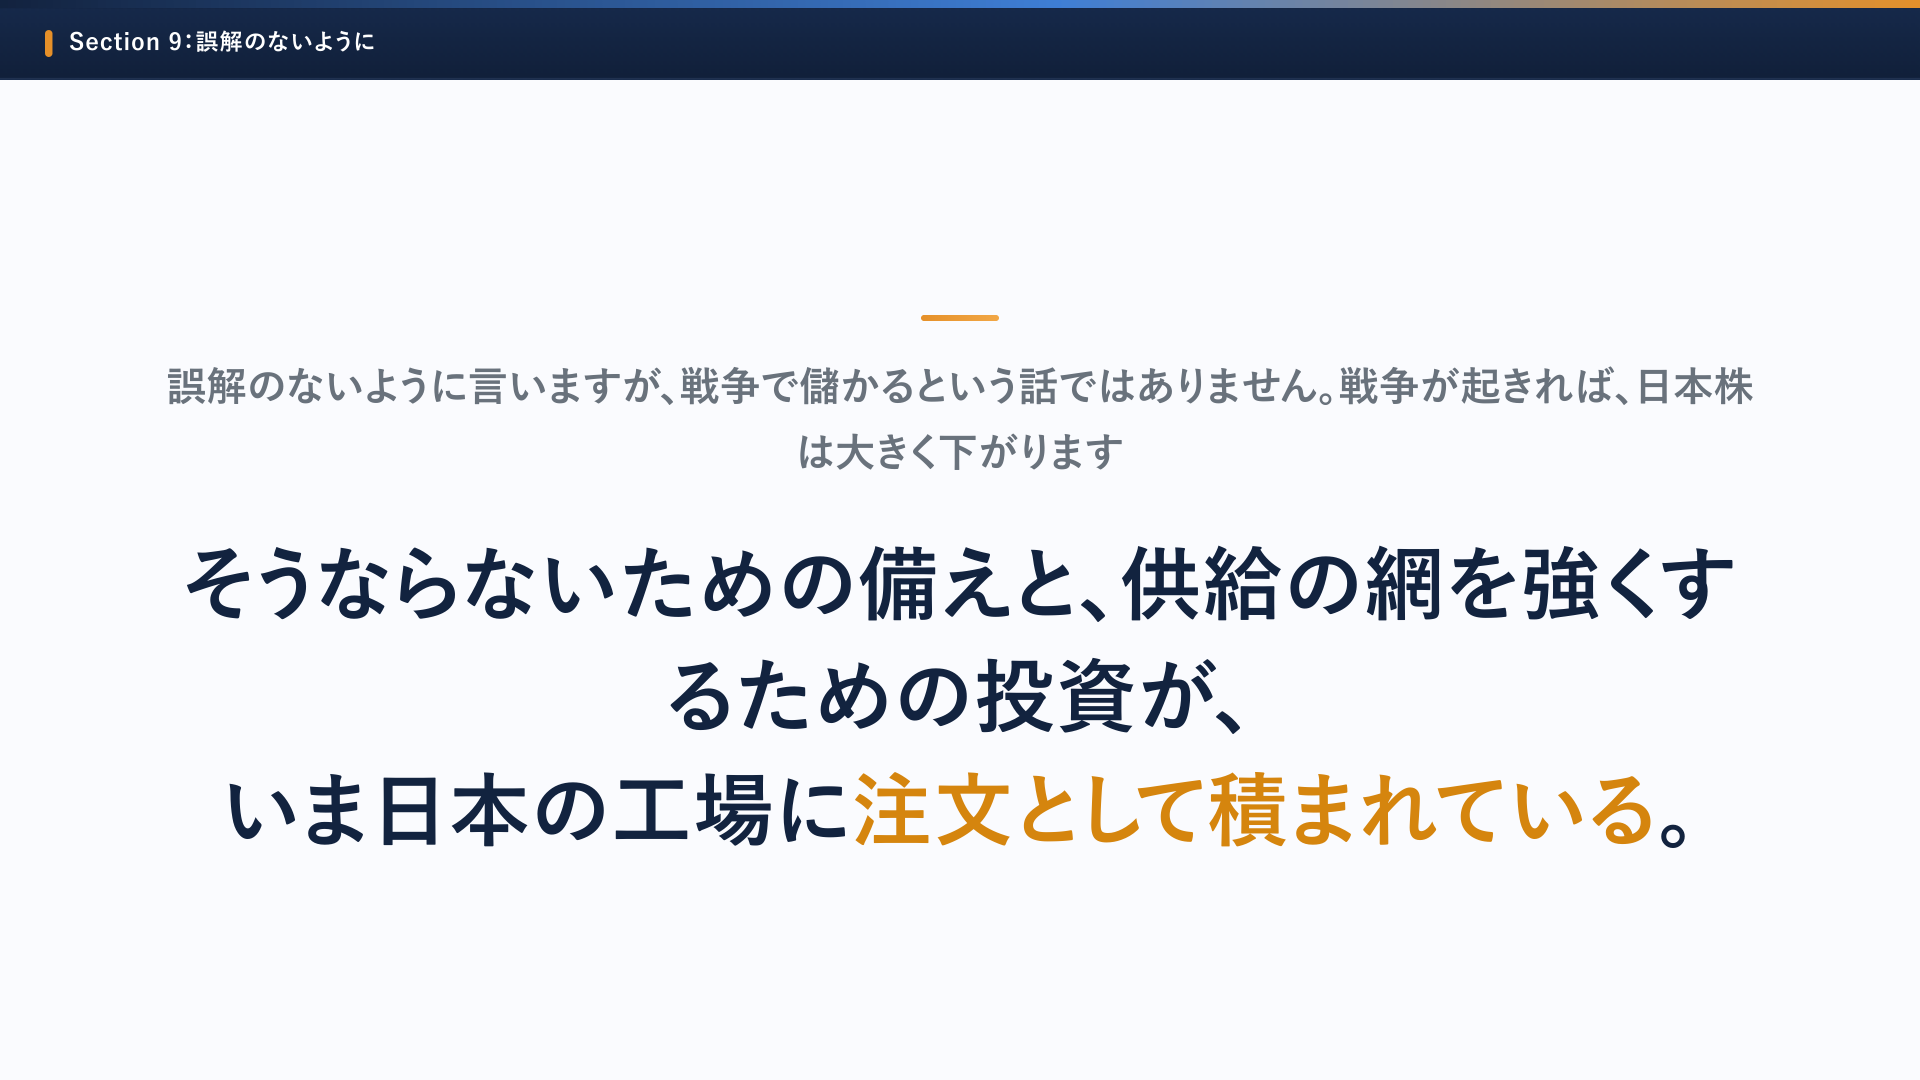 Section 9：誤解のないように
誤解のないように言いますが、戦争で儲かるという話ではありません。戦争が起きれば、日本株
は大きく下がります
そうならないための備えと、供給の網を強くす
るための投資が、
いま日本の工場に注文として積まれている。